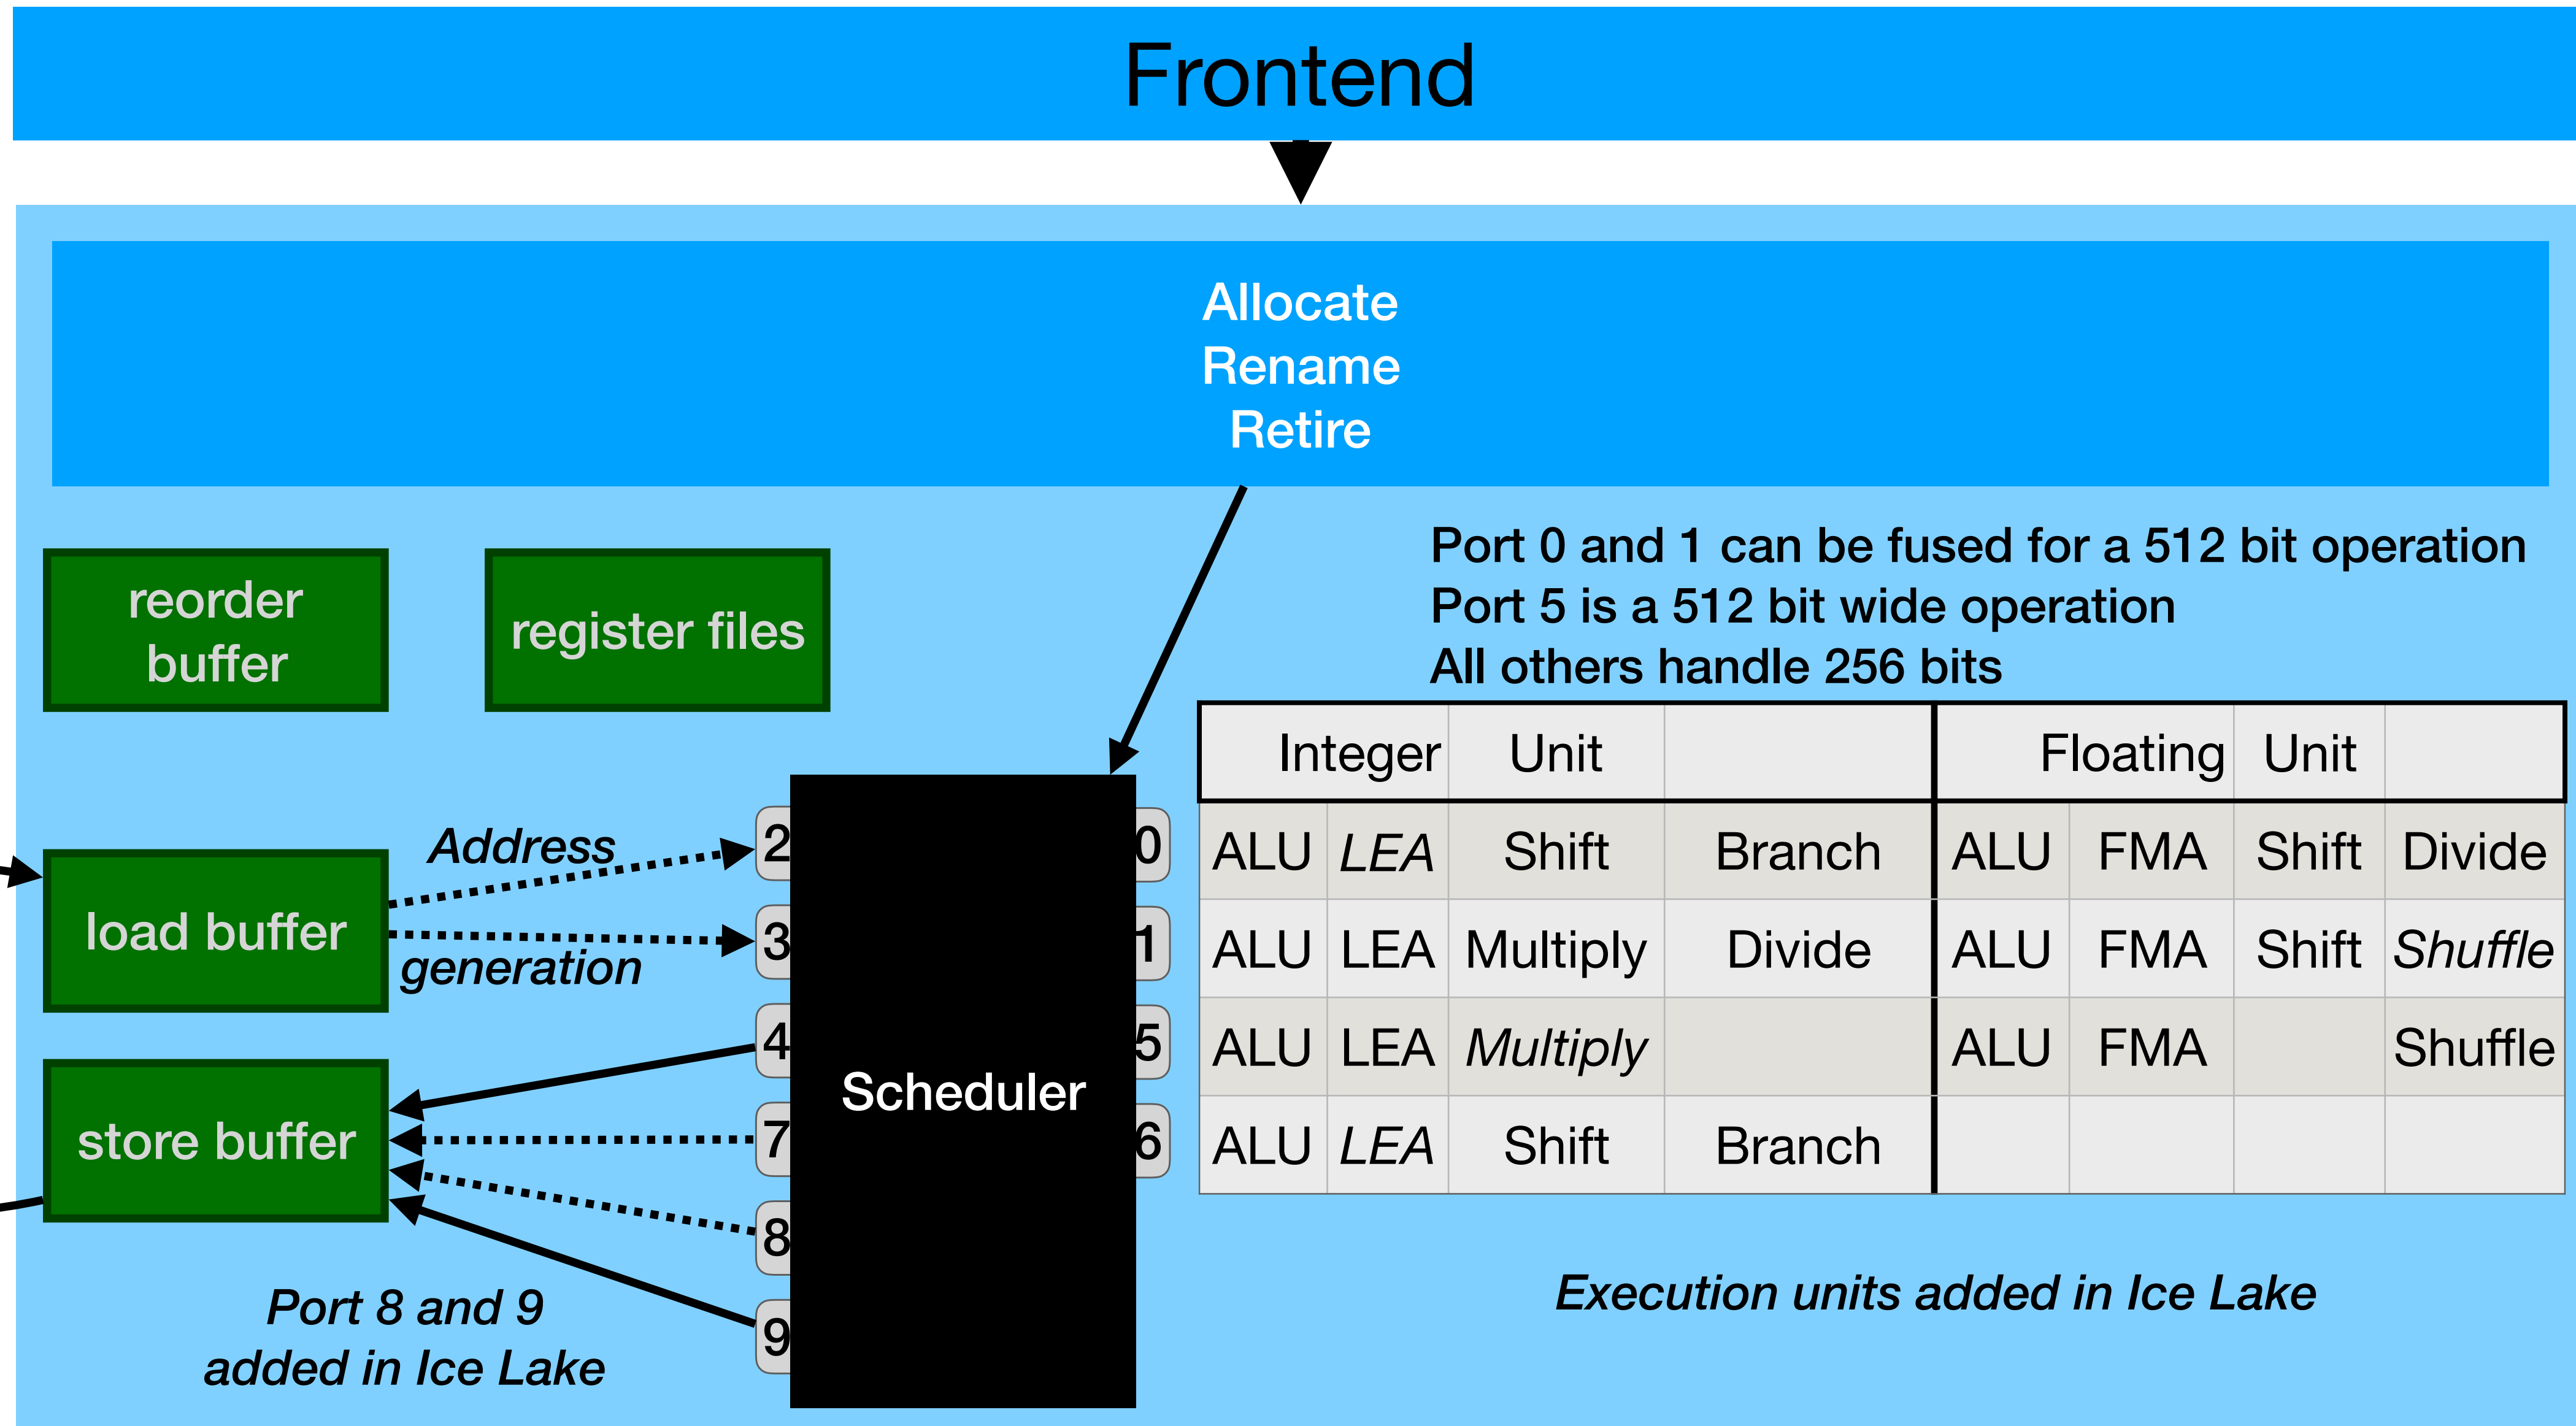 Frontend
Allocate
Rename
Retire
Port 0 and 1 can be fused for a 512 bit operation
Port 5 is a 512 bit wide operation
All others handle 256 bits
reorder
buffer
register files
Integer Unit Floating Unit
Address
2
0
ALU LEA Shift Branch ALU FMA Shift Divide
load buffer
generation
3
1
ALU LEA Multiply Divide ALU FMA Shift Shuffle
4
5
ALU LEA Multiply ALU FMA Shuffle
Scheduler
store buffer
7
6
ALU LEA Shift Branch
8
9
Port 8 and 9
added in Ice Lake
Execution units added in Ice Lake